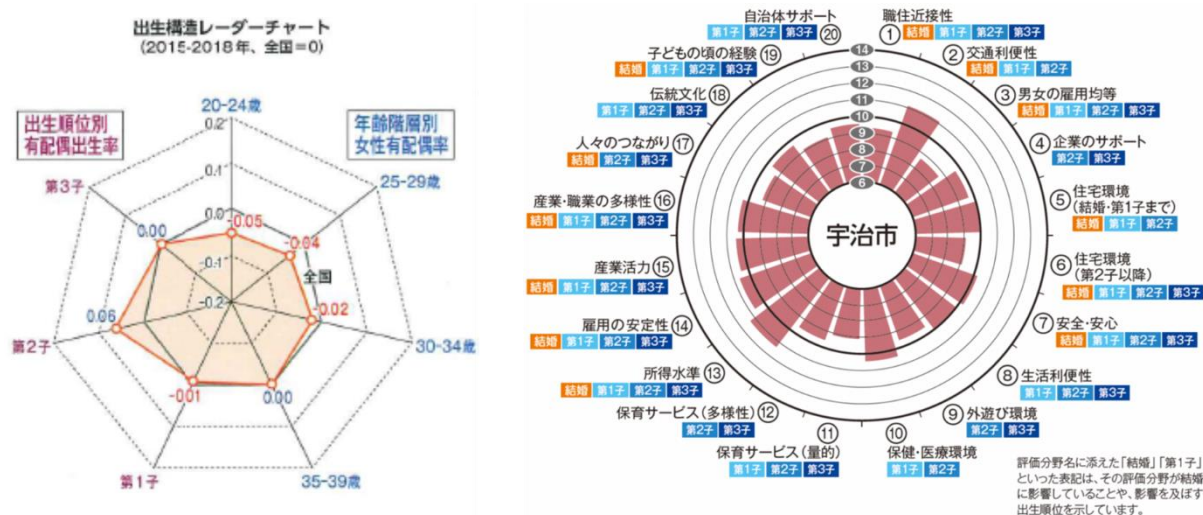 出生構造レーダーチャート
(2015-2018年、全国=0)
出生順位別
有配偶出生率
年齢階層別
女性有配偶率
20-24歳
25-29歳
30-34歳
35-39歳
第1子
第2子
第3子
0.2
0.1
0.0
-0.1
-0.2
-0.05
-0.04
-0.02
0.00
-001
0.06
0.00
全国
宇治市
14
13
12
11
10
9
8
7
6
① 職住近接性
結婚 第1子 第2子 第3子
② 交通利便性
結婚 第1子 第2子
③ 男女の雇用均等
結婚 第1子 第2子 第3子
④ 企業のサポート
第2子 第3子
⑤ 住宅環境
(結婚・第1子まで)
結婚 第1子 第2子
⑥ 住宅環境
(第2子以降)
結婚 第1子 第2子 第3子
⑦ 安全・安心
結婚 第1子 第2子 第3子
⑧ 生活利便性
第1子 第2子 第3子
⑨ 外遊び環境
第2子 第3子
⑩
保健・医療環境
第1子 第2子
⑪
保育サービス(量的)
第1子 第2子 第3子
保育サービス(多様性) ⑫
第2子 第3子
所得水準 ⑬
結婚 第1子 第2子 第3子
雇用の安定性 ⑭
結婚 第1子 第2子 第3子
産業活力 ⑮
結婚 第1子 第2子 第3子
産業・職業の多様性 ⑯
結婚 第1子 第2子 第3子
人々のつながり ⑰
結婚 第2子 第3子
伝統文化 ⑱
第1子 第2子 第3子
子どもの頃の経験 ⑲
結婚 第1子 第2子 第3子
自治体サポート
第1子 第2子 第3子 ⑳
評価分野名に添えた「結婚」「第1子」
といった表記は、その評価分野が結婚
に影響していることや、影響を及ぼす
出生順位を示しています。